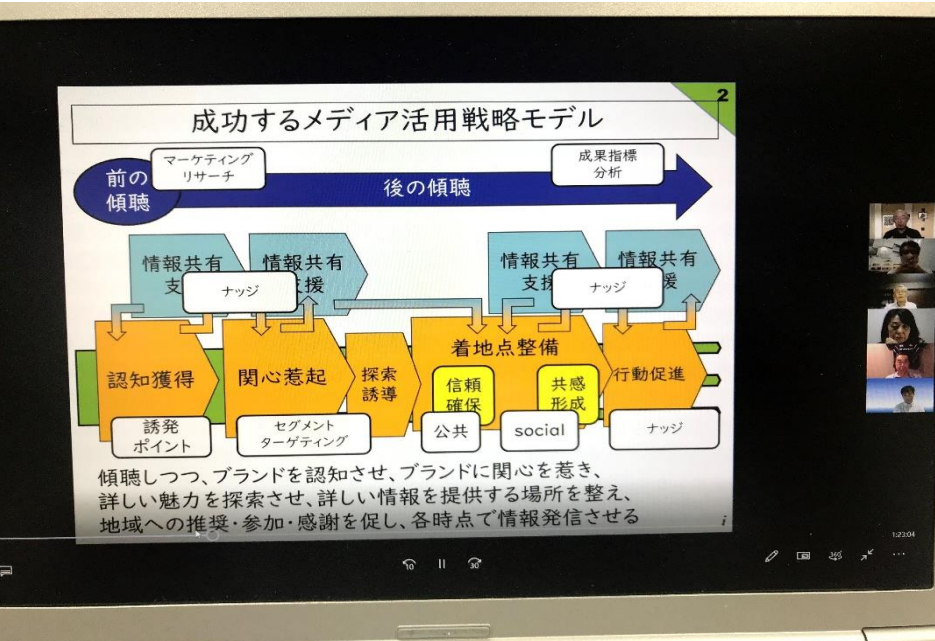 2
成功するメディア活用戦略モデル
前の
傾聴
マーケティング
リサーチ
後の傾聴
成果指標
分析
情報共有
支
情報共有
援
ナッジ
情報共有
支援
情報共有
援
ナッジ
認知獲得
関心惹起
探索
誘導
着地点整備
信頼
確保
共感
形成
行動促進
誘発
ポイント
セグメント
ターゲティング
公共
social
ナッジ
傾聴しつつ、ブランドを認知させ、ブランドに関心を惹き、
詳しい魅力を探索させ、詳しい情報を提供する場所を整え、
地域への推奨・参加・感謝を促し、各時点で情報発信させる
i
1:23:04
10
30
360